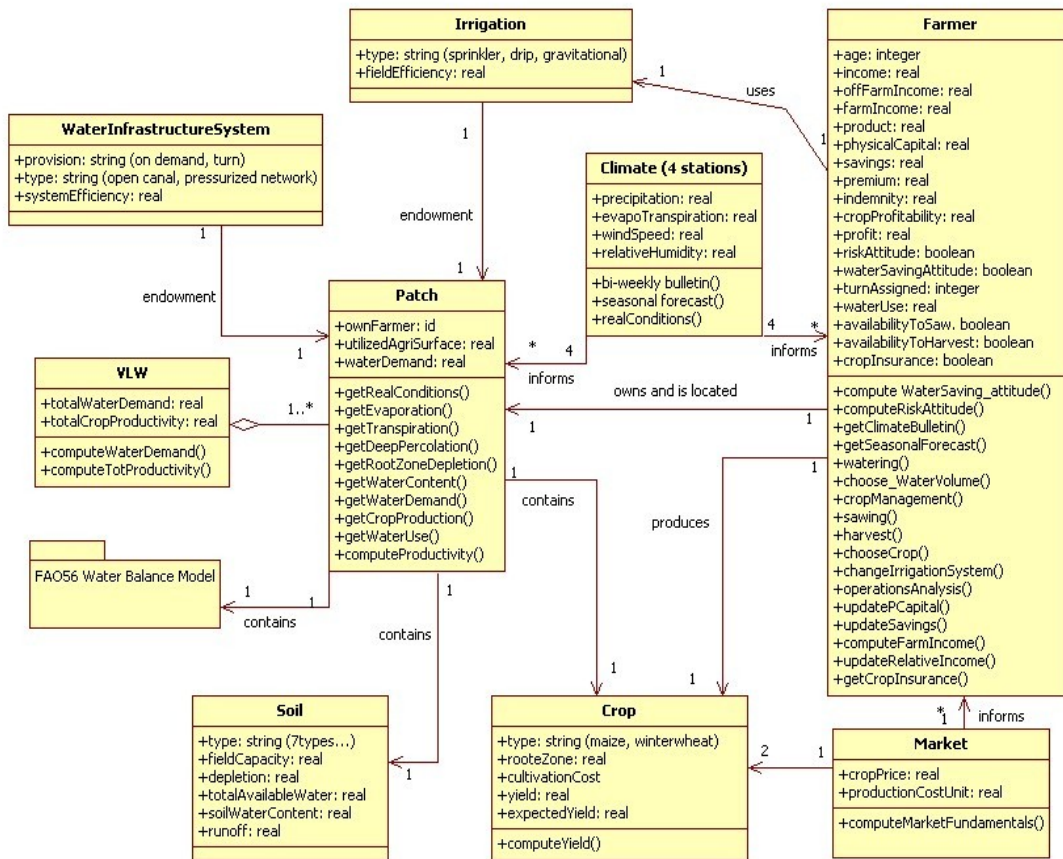 Irrigation
+type: string (sprinkler, drip, gravitational)
+fieldEfficiency: real
Farmer
+age: integer
+income: real
+offFarmIncome: real
+farmIncome: real
+product: real
+physicalCapital: real
+savings: real
+premium: real
+indemnity: real
+cropProfitability: real
+profit: real
+riskAttitude: boolean
+waterSavingAttitude: boolean
+turnAssigned: integer
+waterUse: real
+availabilityToSaw. boolean
+availabilityToHarvest: boolean
+cropInsurance: boolean
+compute WaterSaving_attitude()
+computeRiskAttitude()
+getClimateBulletin()
+getSeasonalForecast()
+watering()
+choose_WaterVolume()
+cropManagement()
+sawing()
+harvest()
+chooseCrop()
+changeIrrigationSystem()
+operationsAnalysis()
+updatePCapital()
+updateSavings()
+computeFarmIncome()
+updateRelativeIncome()
+getCropInsurance()
1
uses
1
WaterInfrastructureSystem
+provision: string (on demand, turn)
+type: string (open canal, pressurized network)
+systemEfficiency: real
1
endowment
1
1
endowment
1
Climate (4 stations)
+precipitation: real
+evapoTranspiration: real
+windSpeed: real
+relativeHumidity: real
+bi-weekly bulletin()
+seasonal forecast()
+realConditions()
4
*
informs
* 4
informs
Patch
+ownFarmer: id
+utilizedAgriSurface: real
+waterDemand: real
+getRealConditions()
+getEvaporation()
+getTranspiration()
+getDeepPercolation()
+getRootZoneDepletion()
+getWaterContent()
+getWaterDemand()
+getCropProduction()
+getWaterUse()
+computeProductivity()
VLW
+totalWaterDemand: real
+totalCropProductivity: real
+computeWaterDemand()
+computeTotProductivity()
1..*
owns and is located
1
1
1
contains
1
1
produces
1
FAO56 Water Balance Model
1
1
contains
1
contains
1
Soil
+type: string (7types...)
+fieldCapacity: real
+depletion: real
+totalAvailableWater: real
+soilWaterContent: real
+runoff: real
Crop
+type: string (maize, winterwheat)
+rooteZone: real
+cultivationCost
+yield: real
+expectedYield: real
+computeYield()
2
1
*
1
informs
Market
+cropPrice: real
+productionCostUnit: real
+computeMarketFundamentals()